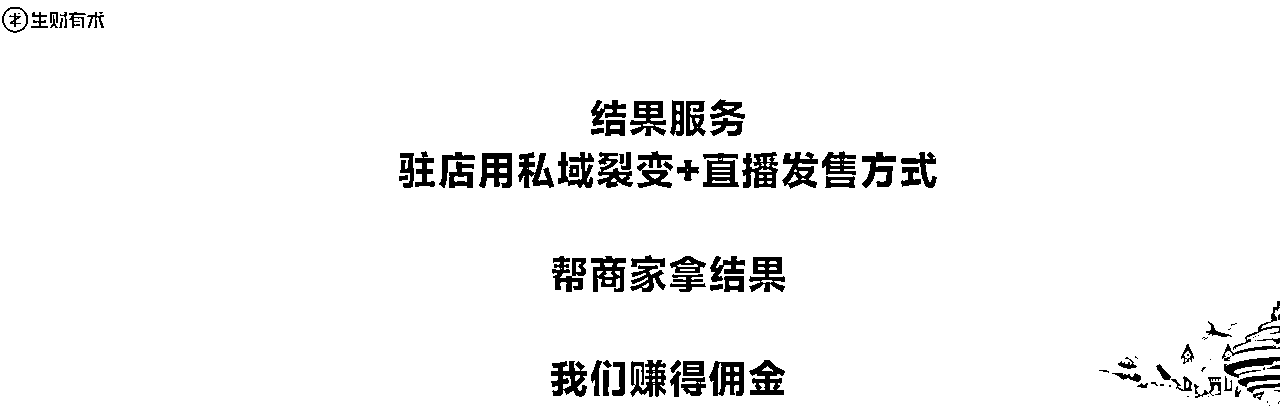 生财有术
结果服务
驻店用私域裂变+直播发售方式
帮商家拿结果
我们赚得佣金